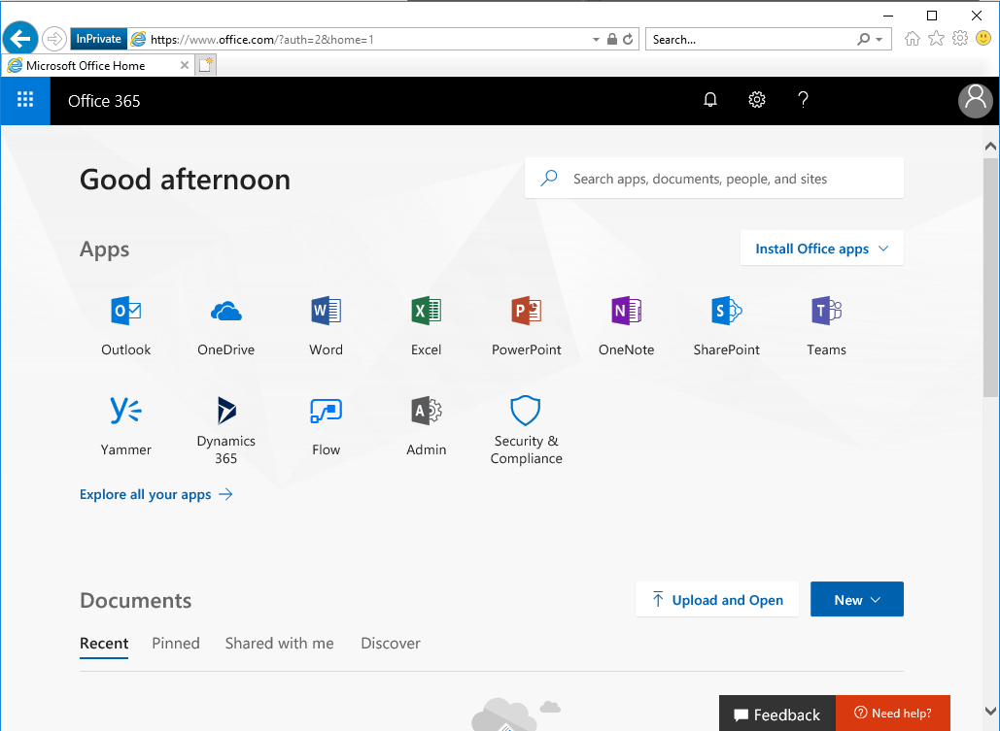 InPrivate https://www.office.com/?auth=2&home=1 Search...
Microsoft Office Home
Office 365
Good afternoon
Search apps, documents, people, and sites
Apps
Install Office apps
Outlook OneDrive Word Excel PowerPoint OneNote SharePoint Teams
Yammer Dynamics 365 Flow Admin Security & Compliance
Explore all your apps →
Documents
Upload and Open
New
Recent Pinned Shared with me Discover
Feedback
Need help?